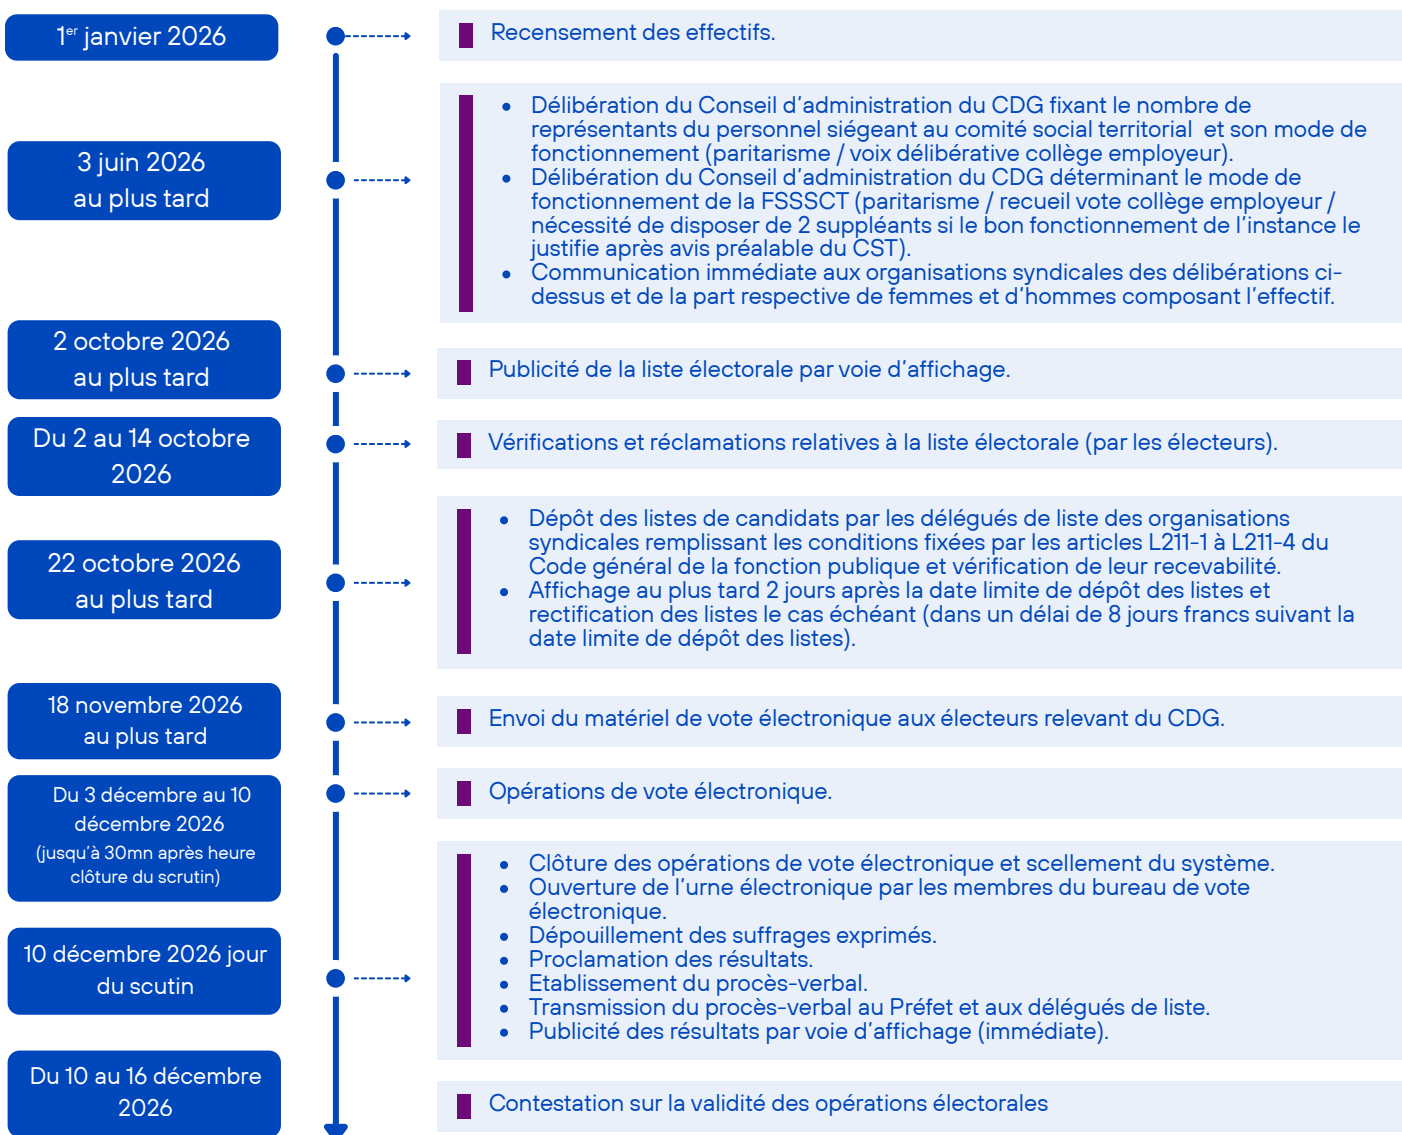 1er janvier 2026
Recensement des effectifs.
3 juin 2026
au plus tard
• Délibération du Conseil d'administration du CDG fixant le nombre de
représentants du personnel siégeant au comité social territorial et son mode de
fonctionnement (paritarisme / voix délibérative collège employeur).
• Délibération du Conseil d'administration du CDG déterminant le mode de
fonctionnement de la FSSSCT (paritarisme / recueil vote collège employeur /
nécessité de disposer de 2 suppléants si le bon fonctionnement de l'instance le
justifie après avis préalable du CST).
• Communication immédiate aux organisations syndicales des délibérations ci-
dessus et de la part respective de femmes et d'hommes composant l'effectif.
2 octobre 2026
au plus tard
Publicité de la liste électorale par voie d'affichage.
Du 2 au 14 octobre
2026
Vérifications et réclamations relatives à la liste électorale (par les électeurs).
22 octobre 2026
au plus tard
• Dépôt des listes de candidats par les délégués de liste des organisations
syndicales remplissant les conditions fixées par les articles L211-1 à L211-4 du
Code général de la fonction publique et vérification de leur recevabilité.
• Affichage au plus tard 2 jours après la date limite de dépôt des listes et
rectification des listes le cas échéant (dans un délai de 8 jours francs suivant la
date limite de dépôt des listes).
18 novembre 2026
au plus tard
Envoi du matériel de vote électronique aux électeurs relevant du CDG.
Du 3 décembre au 10
décembre 2026
(jusqu'à 30mn après heure
clôture du scrutin)
Opérations de vote électronique.
10 décembre 2026 jour
du scutin
• Clôture des opérations de vote électronique et scellement du système.
• Ouverture de l'urne électronique par les membres du bureau de vote
électronique.
• Dépouillement des suffrages exprimés.
• Proclamation des résultats.
• Etablissement du procès-verbal.
• Transmission du procès-verbal au Préfet et aux délégués de liste.
• Publicité des résultats par voie d'affichage (immédiate).
Du 10 au 16 décembre
2026
Contestation sur la validité des opérations électorales